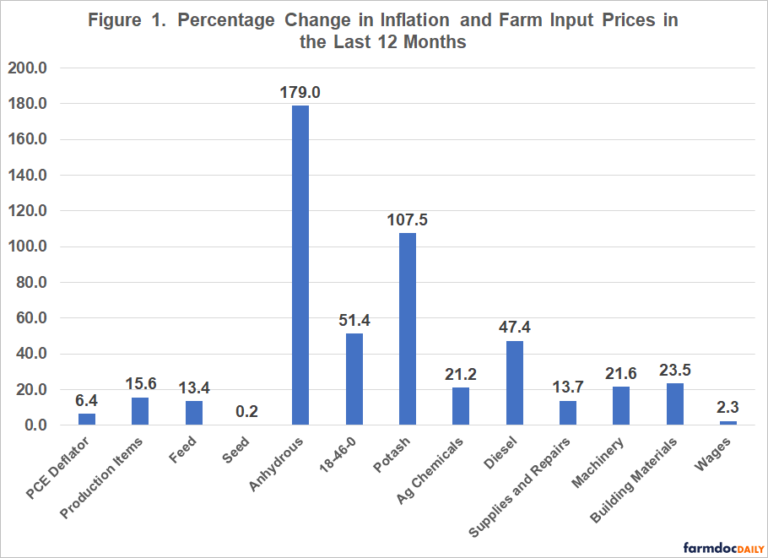 Figure 1. Percentage Change in Inflation and Farm Input Prices in
the Last 12 Months
200.0
180.0
160.0
140.0
120.0
100.0
80.0
60.0
40.0
20.0
0.0
6.4
15.6
13.4
0.2
179.0
51.4
107.5
21.2
47.4
13.7
21.6
23.5
2.3
PCE Deflator
Production Items
Feed
Seed
Anhydrous
18-46-0
Potash
Ag Chemicals
Diesel
Supplies and Repairs
Machinery
Building Materials
Wages
farmdocDAILY